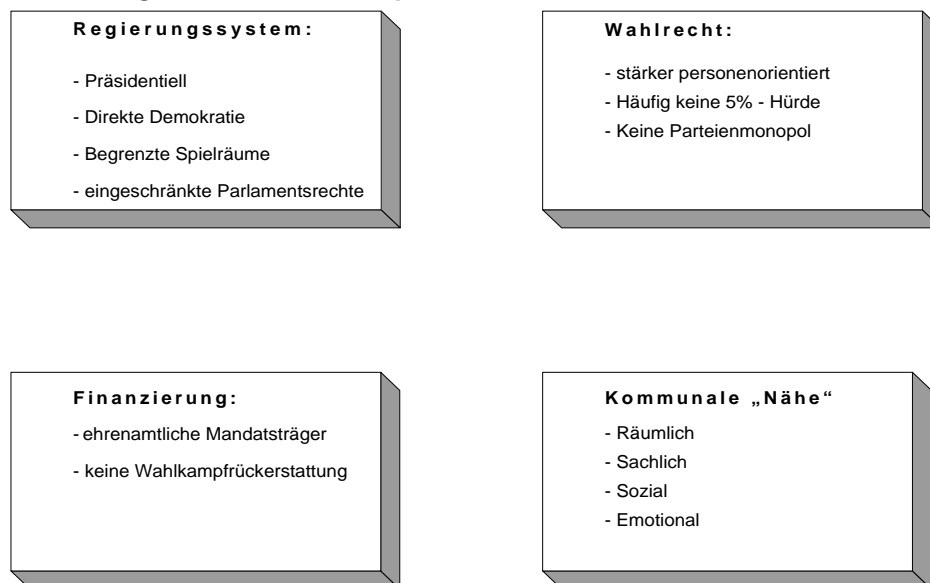 Regierungssystem:
- Präsidentiell
- Direkte Demokratie
- Begrenzte Spielräume
- eingeschränkte Parlamentsrechte
Wahlrecht:
- stärker personenorientiert
- Häufig keine 5% - Hürde
- Keine Parteienmonopol
Finanzierung:
- ehrenamtliche Mandatsträger
- keine Wahlkampfrückerstattung
Kommunale „Nähe“
- Räumlich
- Sachlich
- Sozial
- Emotional